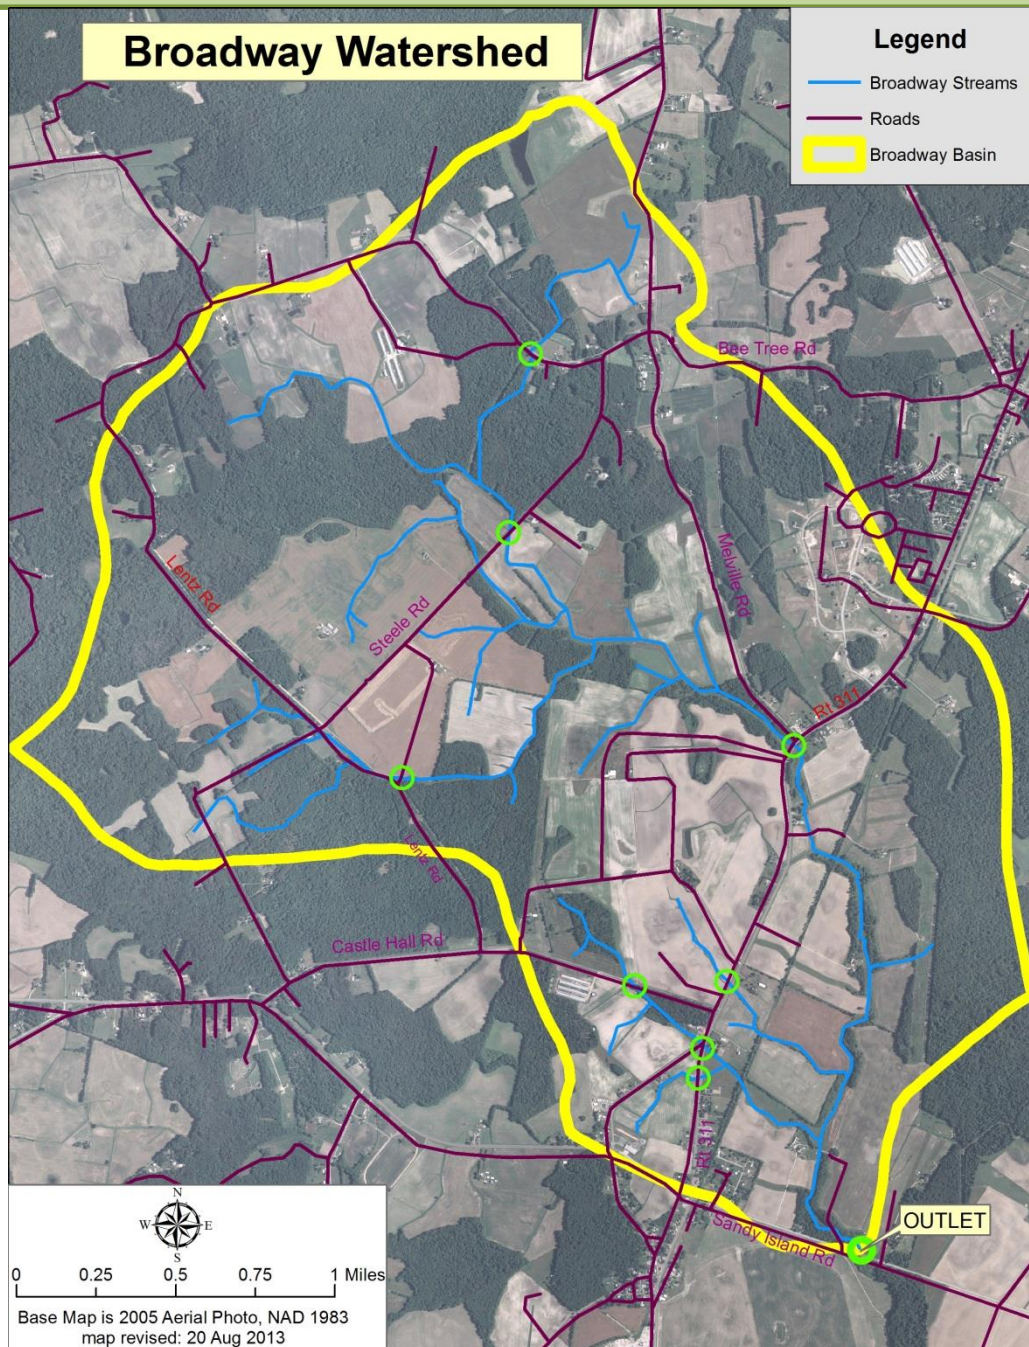 Broadway Watershed
Legend
Broadway Streams
Roads
Broadway Basin
Bee Tree Rd
Melville Rd
Lentz Rd
Steele Rd
Rt 311
Lentz Rd
Castle Hall Rd
Rt 311
Sandy Island Rd
OUTLET
N
W E
S
0 0.25 0.5 0.75 1 Miles
Base Map is 2005 Aerial Photo, NAD 1983
map revised: 20 Aug 2013